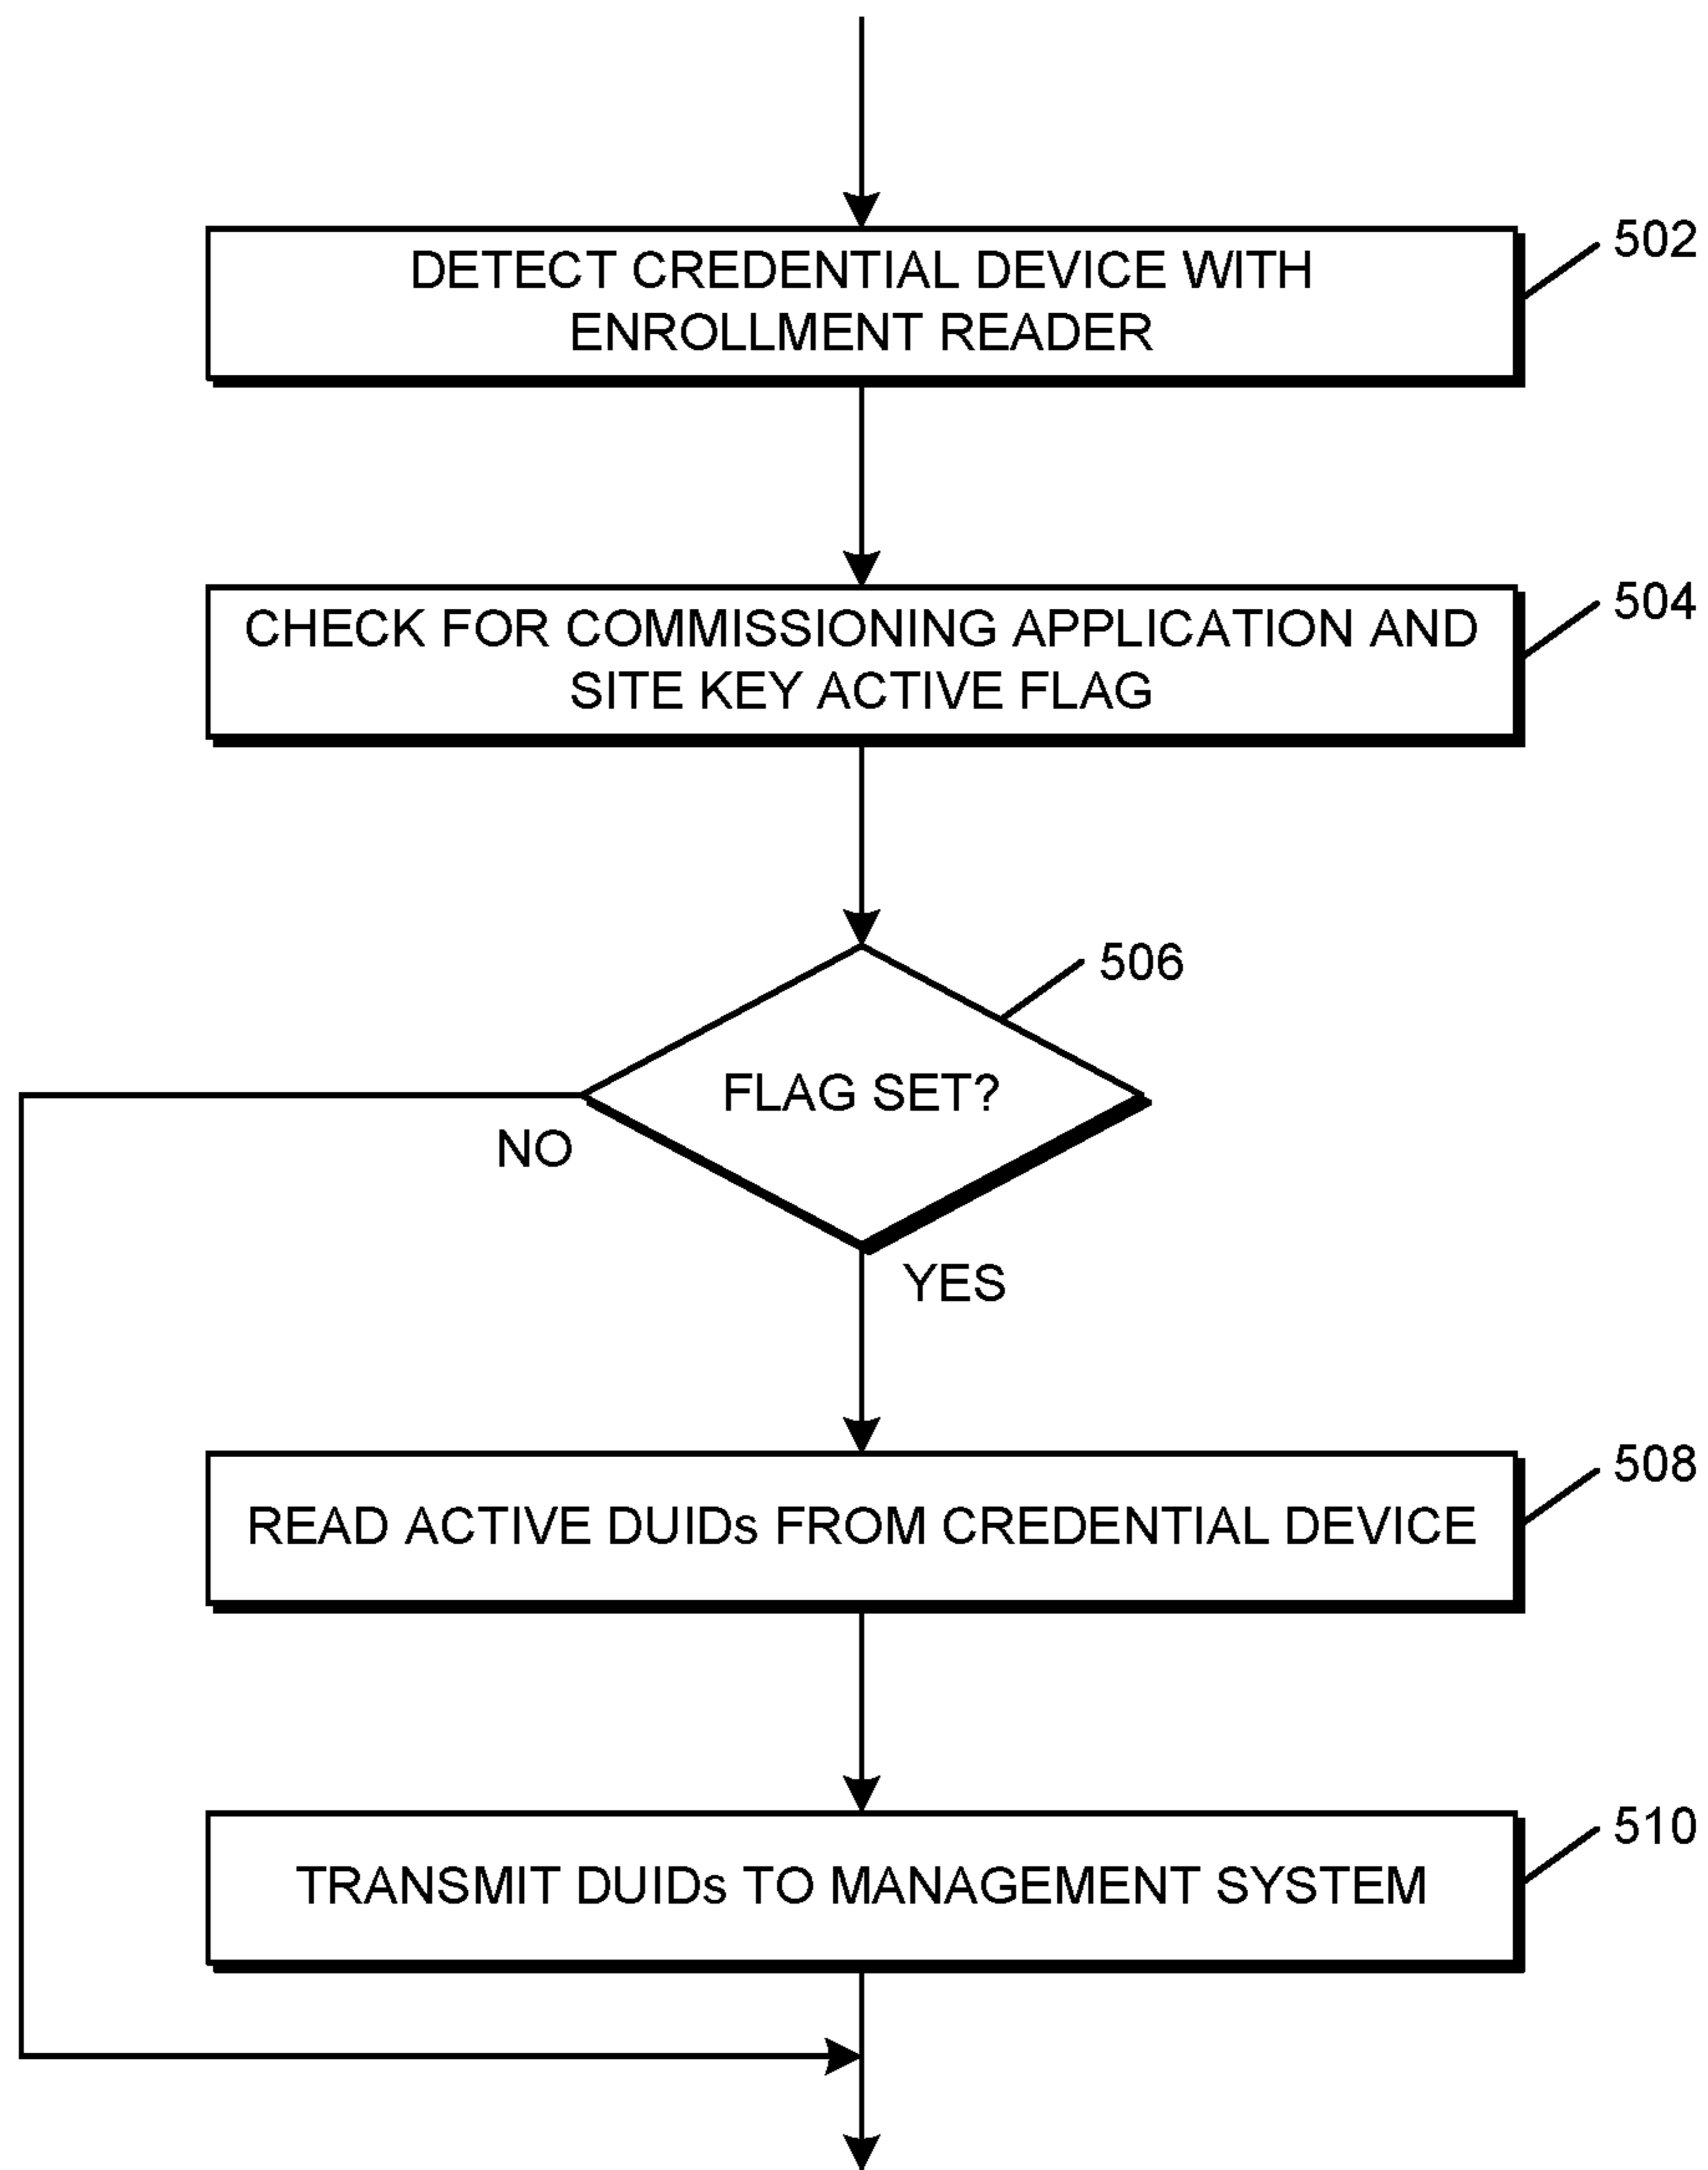 DETECT CREDENTIAL DEVICE WITH
ENROLLMENT READER
502
CHECK FOR COMMISSIONING APPLICATION AND
SITE KEY ACTIVE FLAG
504
506
FLAG SET?
NO
YES
READ ACTIVE DUIDs FROM CREDENTIAL DEVICE
508
TRANSMIT DUIDs TO MANAGEMENT SYSTEM
510